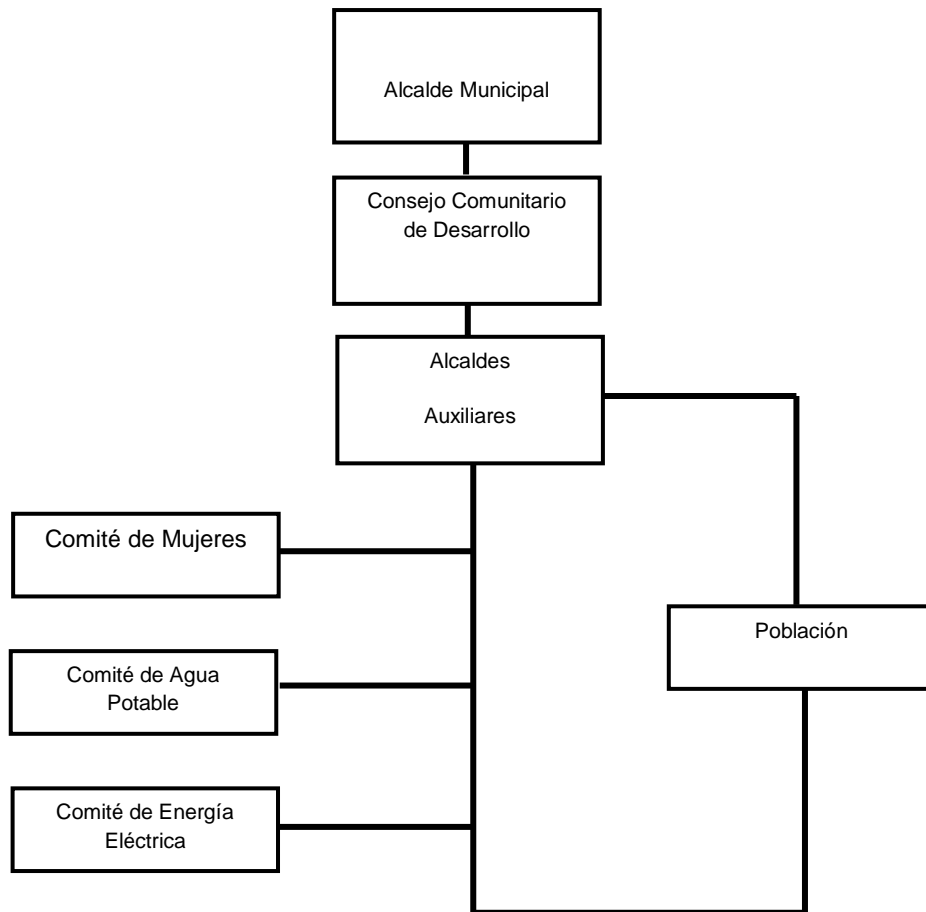 Alcalde Municipal
Consejo Comunitario
de Desarrollo
Alcaldes
Auxiliares
Comité de Mujeres
Población
Comité de Agua
Potable
Comité de Energía
Eléctrica